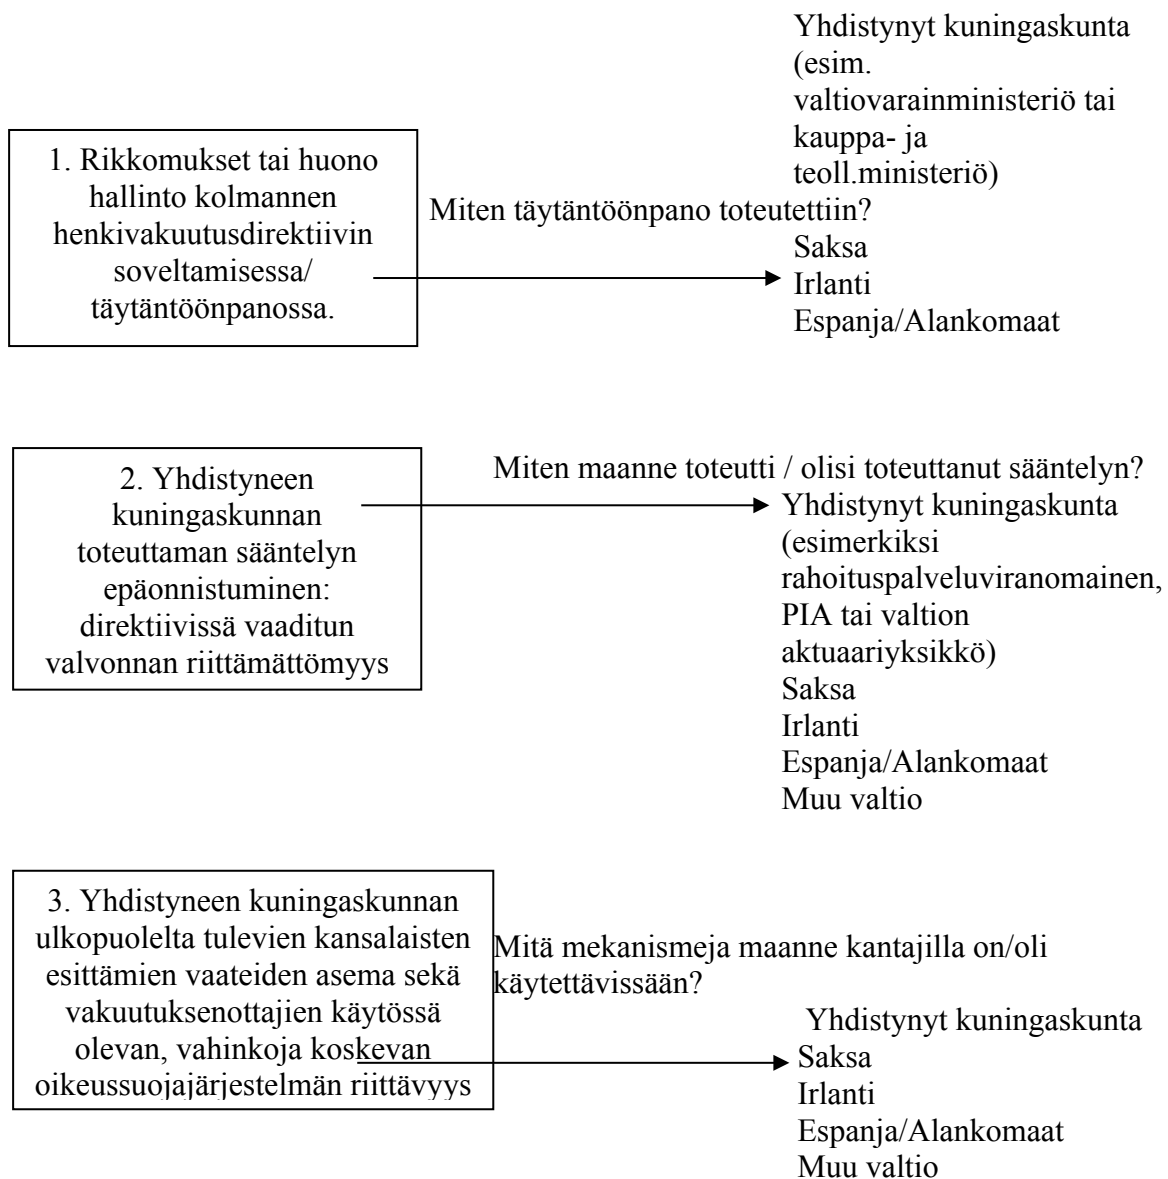 Yhdistynyt kuningaskunta
(esim.
valtiovarainministeriö tai
kauppa- ja
teoll.ministeriö)
1. Rikkomukset tai huono
hallinto kolmannen
henkivakuutusdirektiivin
soveltamisessa/
täytäntöönpanossa.
Miten täytäntöönpano toteutettiin?
Saksa
Irlanti
Espanja/Alankomaat
2. Yhdistyneen
kuningaskunnan
toteuttaman sääntelyn
epäonnistuminen:
direktiivissä vaaditun
valvonnan riittämättömyys
Miten maanne toteutti / olisi toteuttanut sääntelyn?
Yhdistynyt kuningaskunta
(esimerkiksi
rahoituspalveluviranomainen,
PIA tai valtion
aktuaariyksikkö)
Saksa
Irlanti
Espanja/Alankomaat
Muu valtio
3. Yhdistyneen kuningaskunnan
ulkopuolelta tulevien kansalaisten
esittämien vaateiden asema sekä
vakuutuksenottajien käytössä
olevan, vahinkoja koskevan
oikeussuojajärjestelmän riittävyys
Mitä mekanismeja maanne kantajilla on/oli
käytettävissään?
Yhdistynyt kuningaskunta
Saksa
Irlanti
Espanja/Alankomaat
Muu valtio